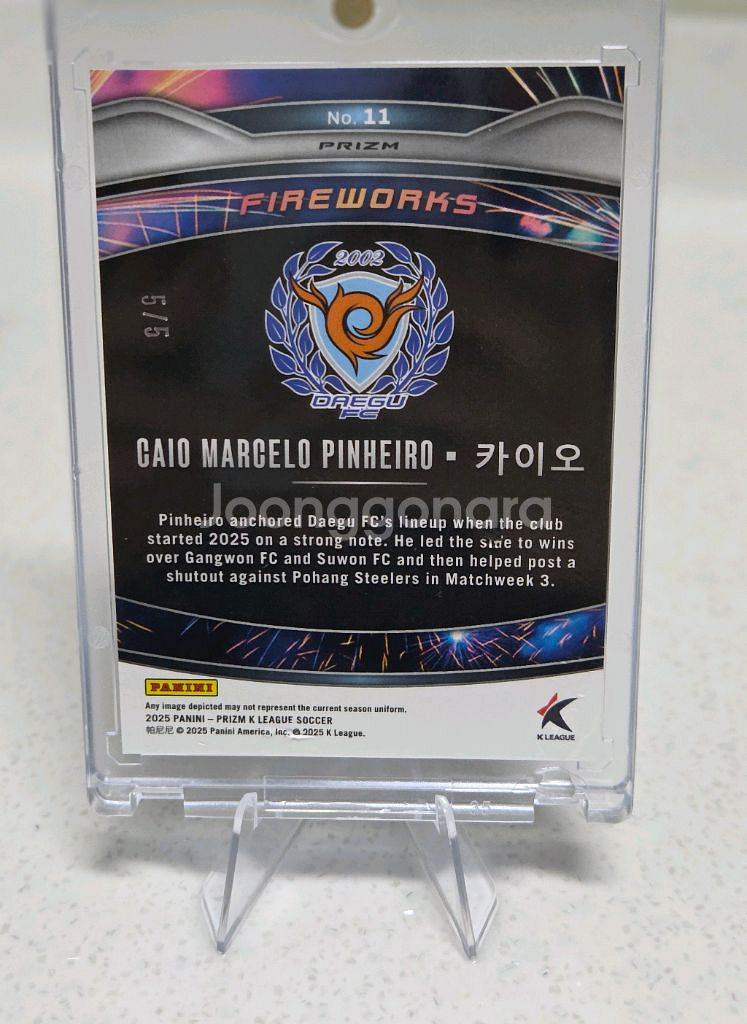 No. 11
PRIZM
FIREWORKS
2002
5/5
DAEGU
FC
CAIO MARCELO PINHEIRO ▪ 카이오
Joonggonara
Pinheiro anchored Daegu FC's lineup when the club
started 2025 on a strong note. He led the side to wins
over Gangwon FC and Suwon FC and then helped post a
shutout against Pohang Steelers in Matchweek 3.
PANINI
Any image depicted may not represent the current season uniform.
2025 PANINI – PRIZM K LEAGUE SOCCER
帕尼尼 © 2025 Panini America, Inc. © 2025 K League.
K LEAGUE
35